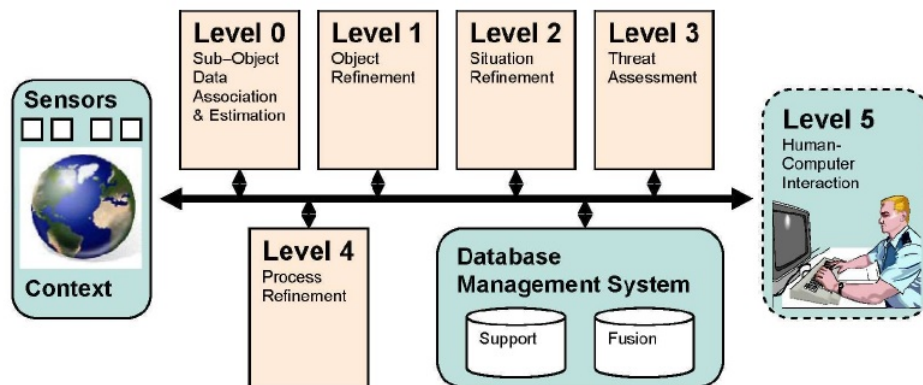 Sensors
Context
Level 0
Sub–Object
Data
Association
& Estimation
Level 1
Object
Refinement
Level 2
Situation
Refinement
Level 3
Threat
Assessment
Level 4
Process
Refinement
Database
Management System
Support
Fusion
Level 5
Human-
Computer
Interaction